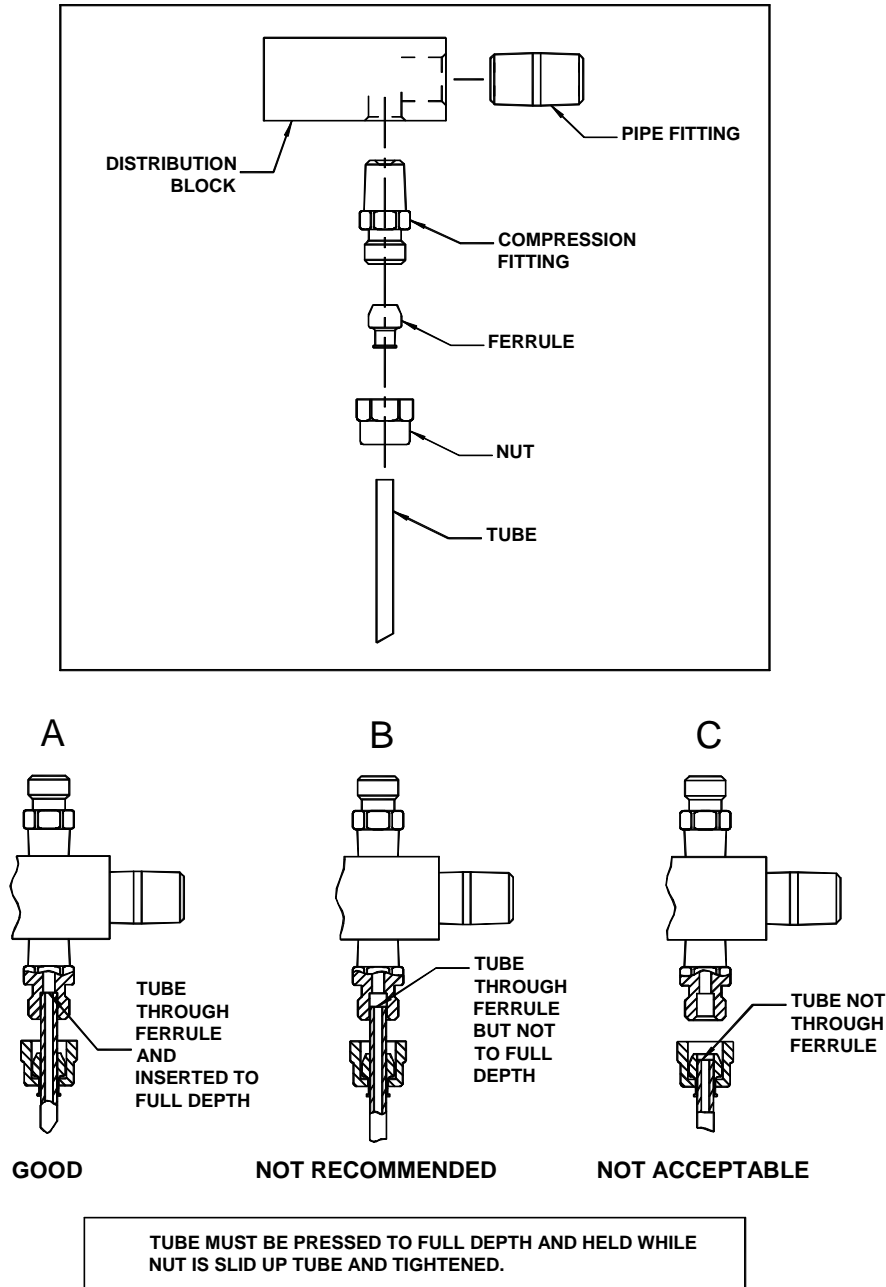 PIPE FITTING
DISTRIBUTION
BLOCK
COMPRESSION
FITTING
FERRULE
NUT
TUBE
A
B
C
TUBE
THROUGH
FERRULE
AND
INSERTED TO
FULL DEPTH
TUBE
THROUGH
FERRULE
BUT NOT
TO FULL
DEPTH
TUBE NOT
THROUGH
FERRULE
GOOD
NOT RECOMMENDED
NOT ACCEPTABLE
TUBE MUST BE PRESSED TO FULL DEPTH AND HELD WHILE
NUT IS SLID UP TUBE AND TIGHTENED.